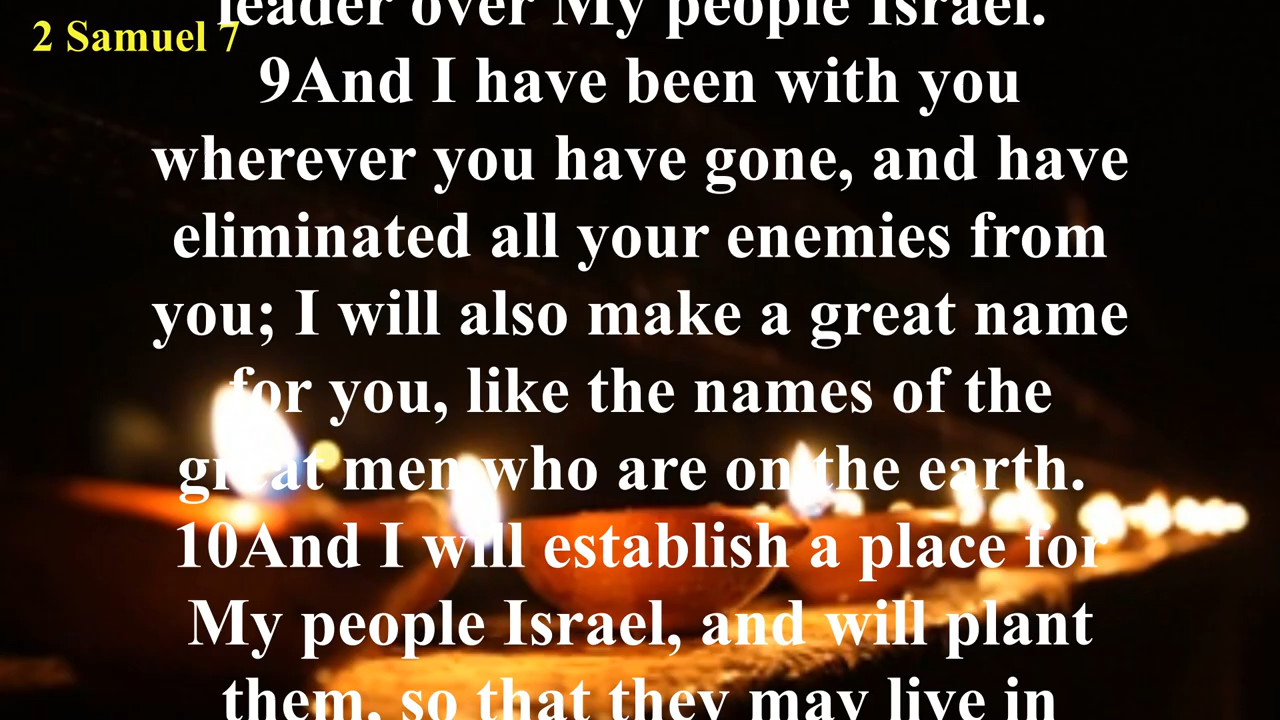 leader over My people Israel.
2 Samuel 7
9And I have been with you
wherever you have gone, and have
eliminated all your enemies from
you; I will also make a great name
for you, like the names of the
great men who are on the earth.
10And I will establish a place for
My people Israel, and will plant
them, so that they may live in